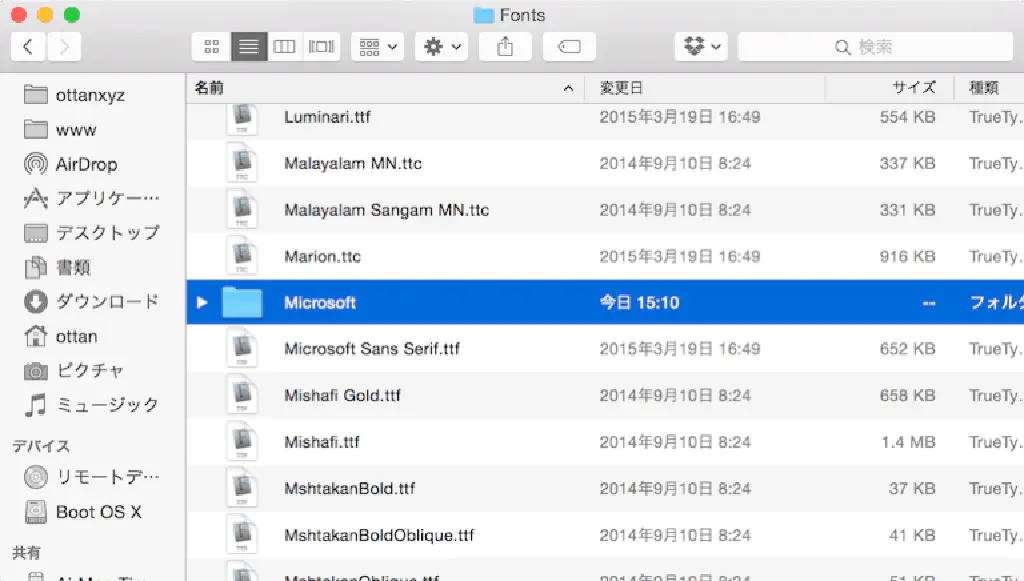 Fonts
検索
名前 変更日 サイズ 種類
ottanxyz
www
AirDrop
アプリケー…
デスクトップ
書類
ダウンロード
ottan
ピクチャ
ミュージック
デバイス
リモートデ…
Boot OS X
共有
Luminari.ttf 2015年3月19日 16:49 554 KB TrueTy…
Malayalam MN.ttc 2014年9月10日 8:24 337 KB TrueTy…
Malayalam Sangam MN.ttc 2014年9月10日 8:24 331 KB TrueTy…
Marion.ttc 2015年3月19日 16:49 916 KB TrueTy…
Microsoft 今日 15:10 -- フォルダ
Microsoft Sans Serif.ttf 2015年3月19日 16:49 652 KB TrueTy…
Mishafi Gold.ttf 2014年9月10日 8:24 658 KB TrueTy…
Mishafi.ttf 2014年9月10日 8:24 1.4 MB TrueTy…
MshtakanBold.ttf 2014年9月10日 8:24 37 KB TrueTy…
MshtakanBoldOblique.ttf 2014年9月10日 8:24 41 KB TrueTy…
MshtakanOblique.ttf 2014年9月10日 8:24 51 KB TrueTy…